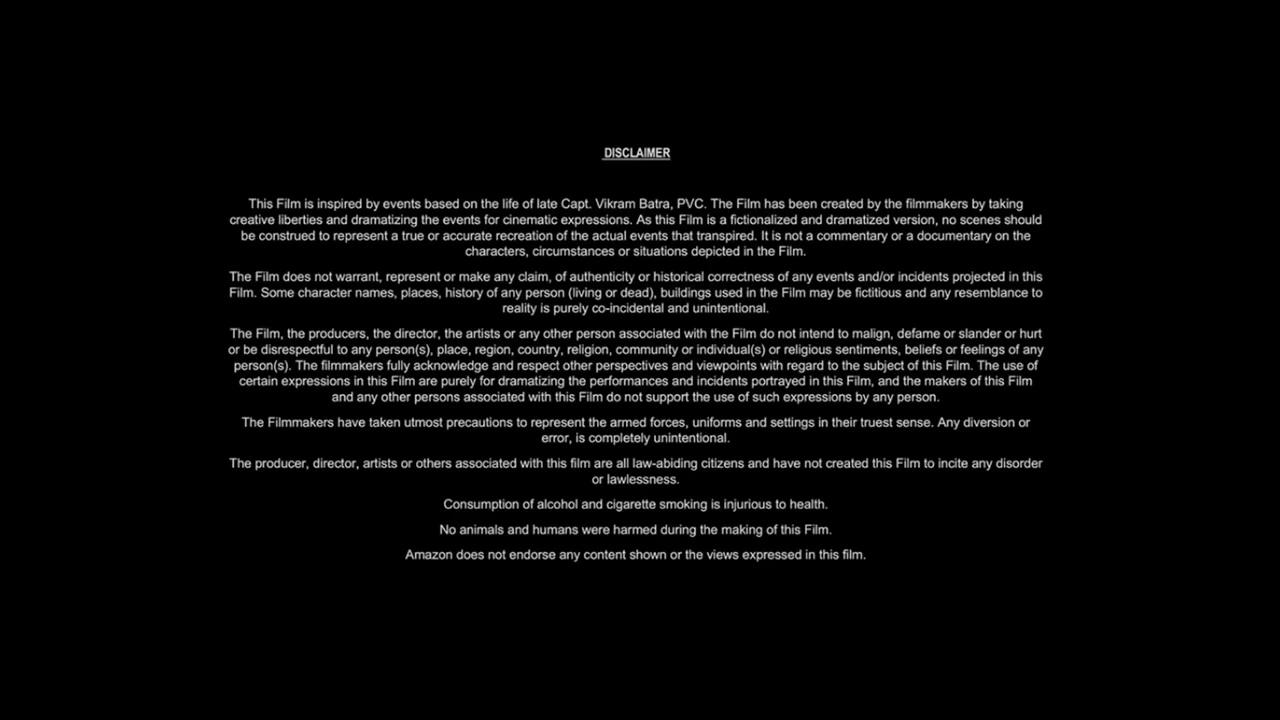 DISCLAIMER
This Film is inspired by events based on the life of late Capt. Vikram Batra, PVC. The Film has been created by the filmmakers by taking
creative liberties and dramatizing the events for cinematic expressions. As this Film is a fictionalized and dramatized version, no scenes should
be construed to represent a true or accurate recreation of the actual events that transpired. It is not a commentary or a documentary on the
characters, circumstances or situations depicted in the Film.
The Film does not warrant, represent or make any claim, of authenticity or historical correctness of any events and/or incidents projected in this
Film. Some character names, places, history of any person (living or dead), buildings used in the Film may be fictitious and any resemblance to
reality is purely co-incidental and unintentional.
The Film, the producers, the director, the artists or any other person associated with the Film do not intend to malign, defame or slander or hurt
or be disrespectful to any person(s), place, region, country, religion, community or individual(s) or religious sentiments, beliefs or feelings of any
person(s). The filmmakers fully acknowledge and respect other perspectives and viewpoints with regard to the subject of this Film. The use of
certain expressions in this Film are purely for dramatizing the performances and incidents portrayed in this Film, and the makers of this Film
and any other persons associated with this Film do not support the use of such expressions by any person.
The Filmmakers have taken utmost precautions to represent the armed forces, uniforms and settings in their truest sense. Any diversion or
error, is completely unintentional.
The producer, director, artists or others associated with this film are all law-abiding citizens and have not created this Film to incite any disorder
or lawlessness.
Consumption of alcohol and cigarette smoking is injurious to health.
No animals and humans were harmed during the making of this Film.
Amazon does not endorse any content shown or the views expressed in this film.